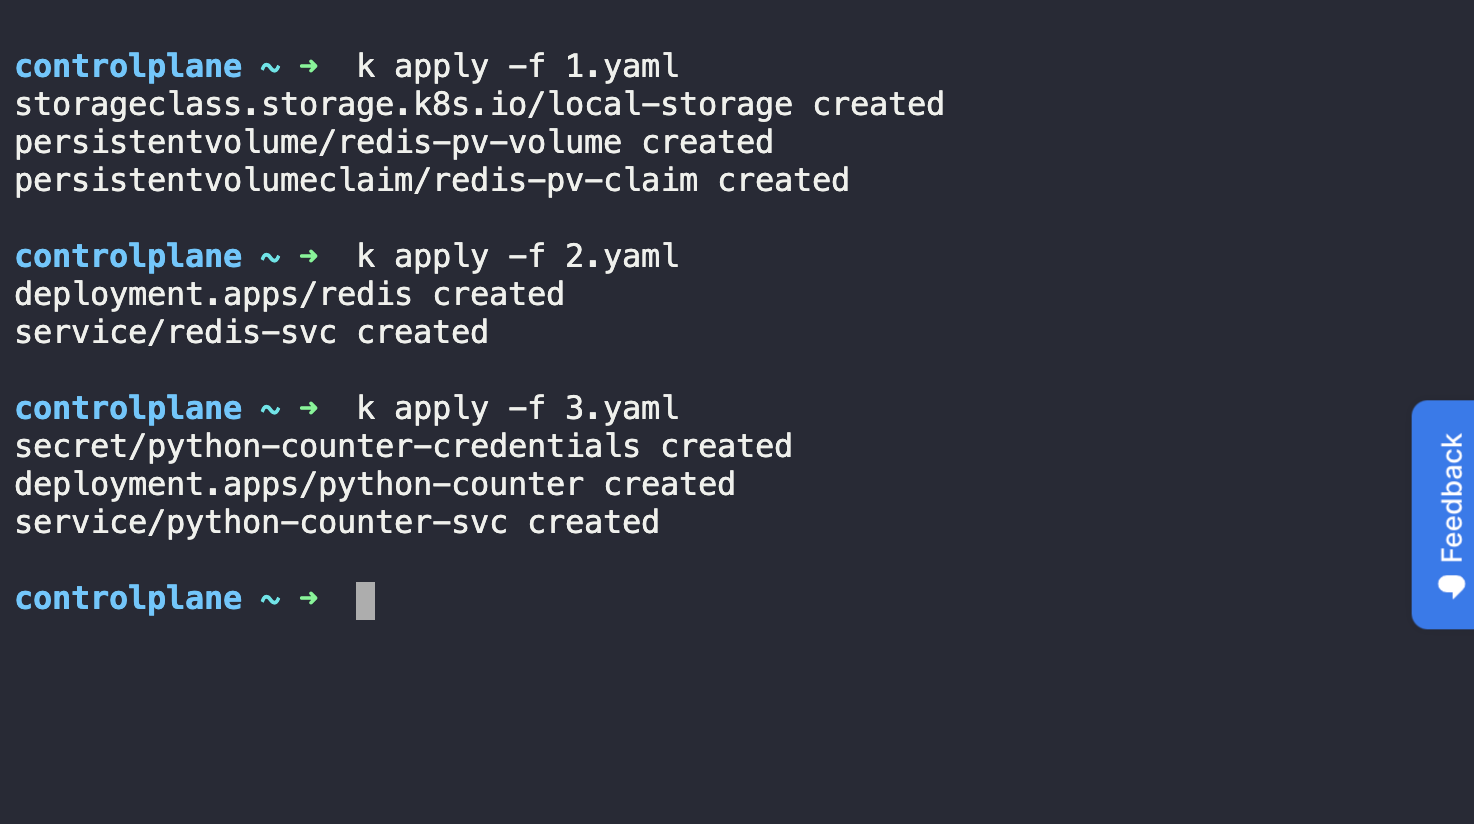 controlplane ~ ➜  k apply -f 1.yaml
storageclass.storage.k8s.io/local-storage created
persistentvolume/redis-pv-volume created
persistentvolumeclaim/redis-pv-claim created
controlplane ~ ➜  k apply -f 2.yaml
deployment.apps/redis created
service/redis-svc created
controlplane ~ ➜  k apply -f 3.yaml
secret/python-counter-credentials created
deployment.apps/python-counter created
service/python-counter-svc created
controlplane ~ ➜
Feedback